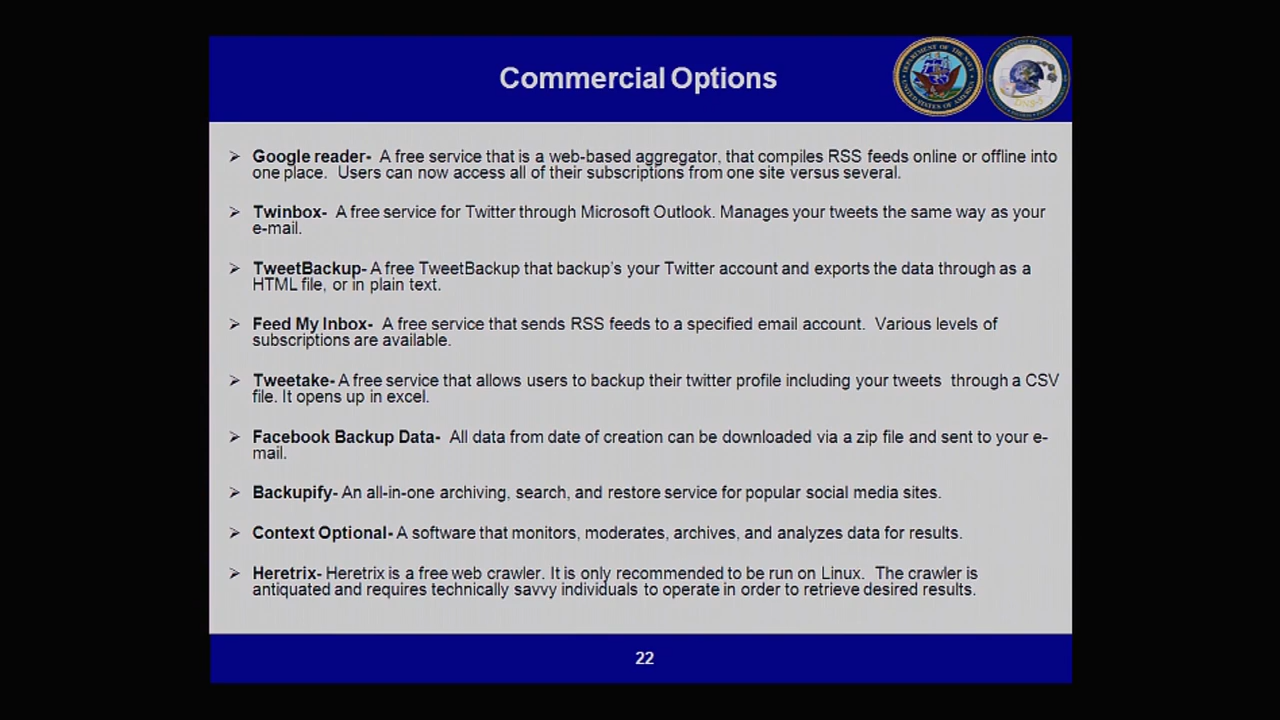 Commercial Options
DEPARTMENT OF THE NAVY
UNITED STATES OF AMERICA
➢ Google reader- A free service that is a web-based aggregator, that compiles RSS feeds online or offline into
one place. Users can now access all of their subscriptions from one site versus several.
➢ Twinbox- A free service for Twitter through Microsoft Outlook. Manages your tweets the same way as your
e-mail.
➢ TweetBackup- A free TweetBackup that backup's your Twitter account and exports the data through as a
HTML file, or in plain text.
➢ Feed My Inbox- A free service that sends RSS feeds to a specified email account. Various levels of
subscriptions are available.
➢ Tweetake- A free service that allows users to backup their twitter profile including your tweets through a CSV
file. It opens up in excel.
➢ Facebook Backup Data- All data from date of creation can be downloaded via a zip file and sent to your e-
mail.
➢ Backupify- An all-in-one archiving, search, and restore service for popular social media sites.
➢ Context Optional- A software that monitors, moderates, archives, and analyzes data for results.
➢ Heretrix- Heretrix is a free web crawler. It is only recommended to be run on Linux. The crawler is
antiquated and requires technically savvy individuals to operate in order to retrieve desired results.
22